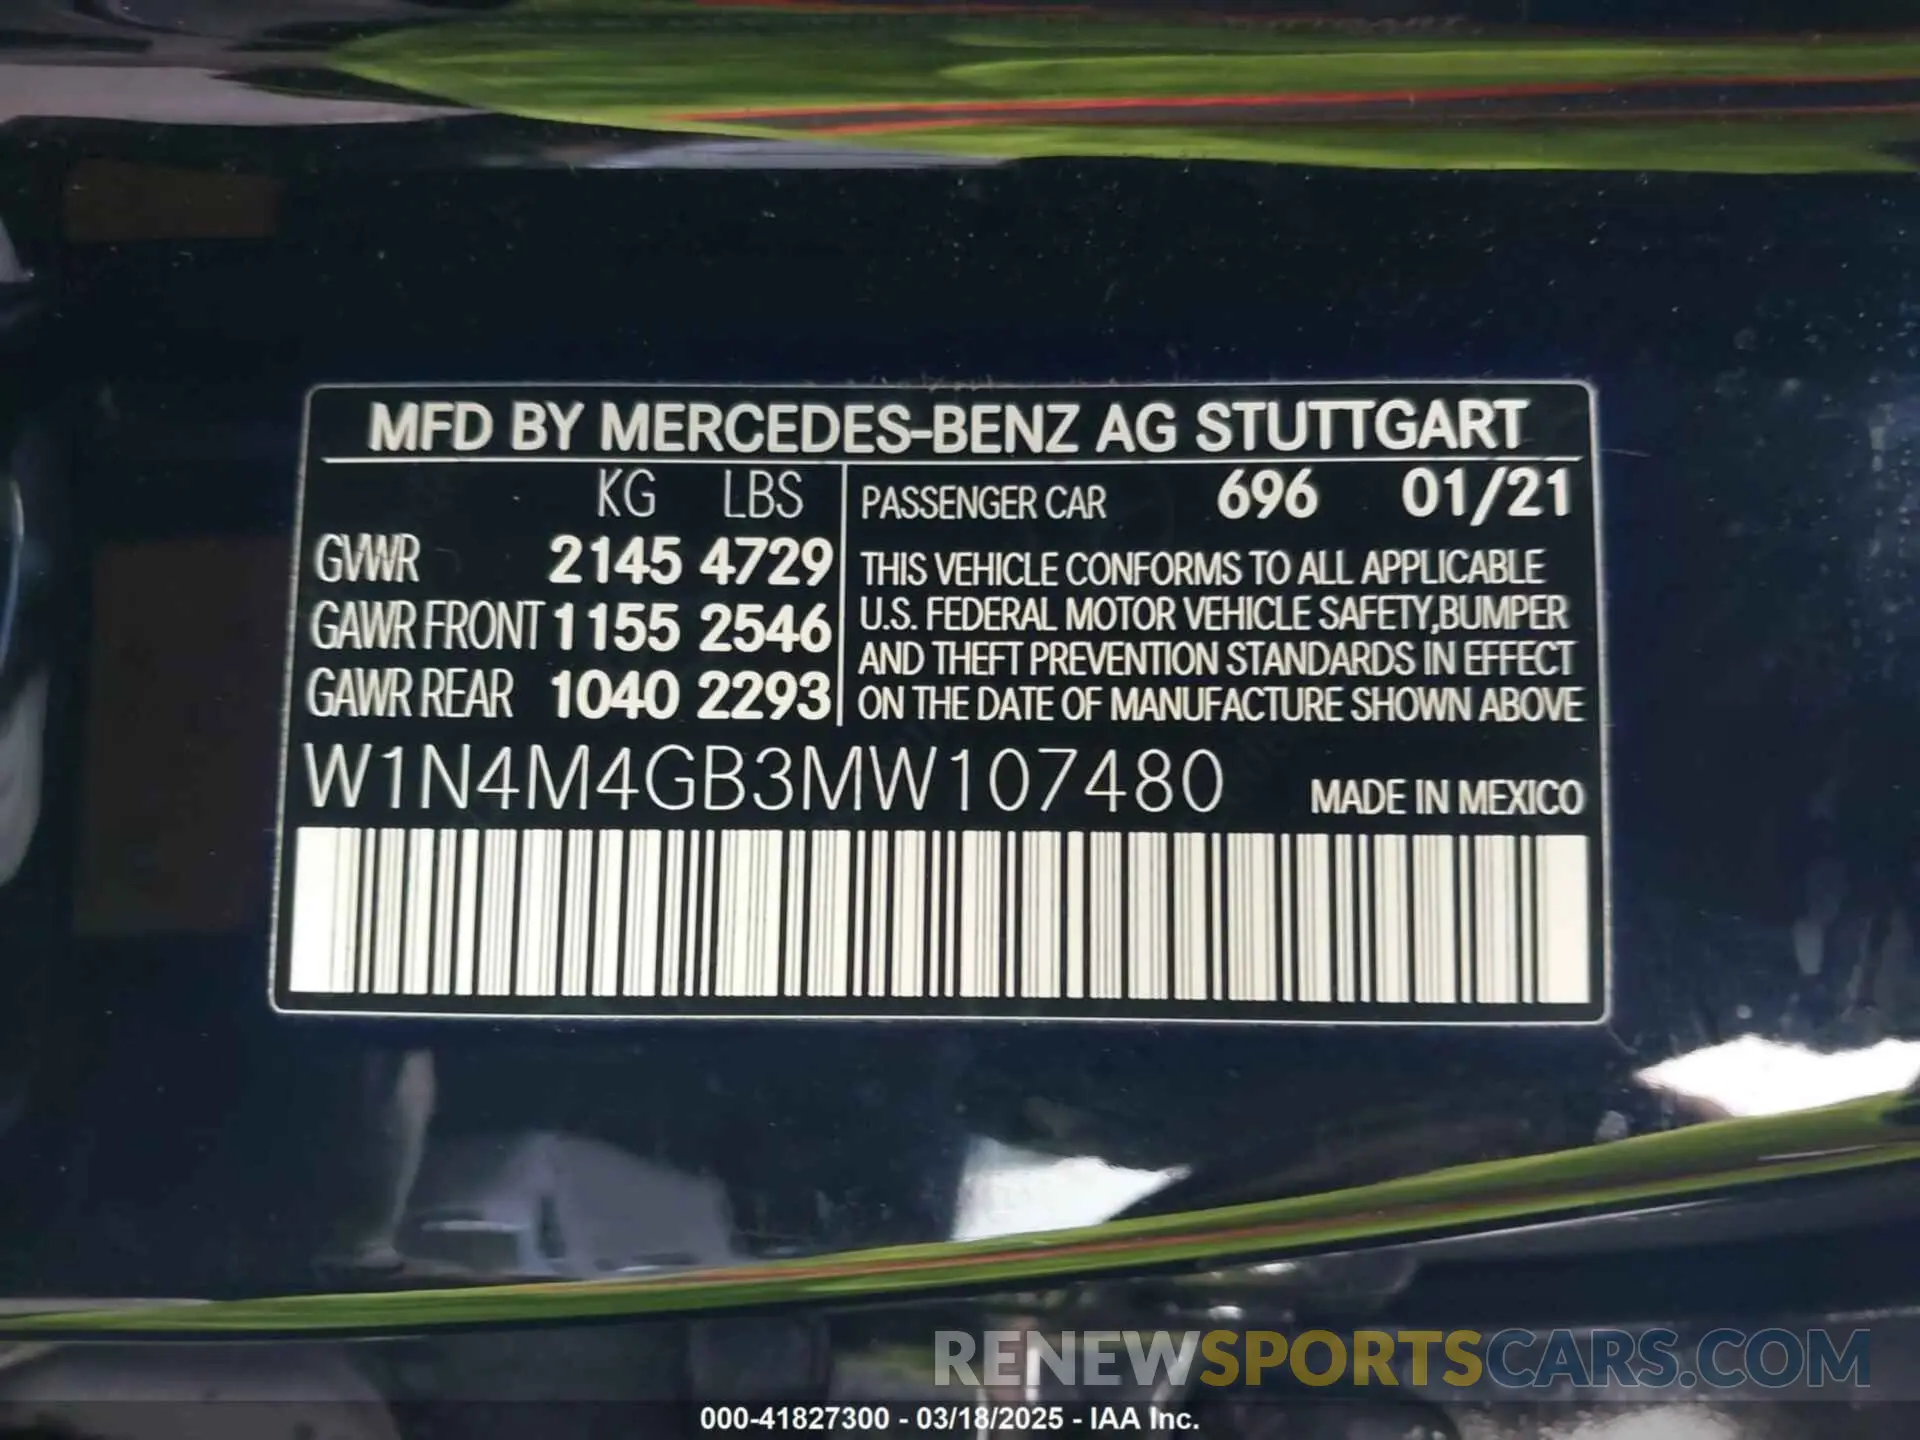 MFD BY MERCEDES-BENZ AG STUTTGART
KG LBS
GVWR 2145 4729
GAWR FRONT 1155 2546
GAWR REAR 1040 2293
PASSENGER CAR 696 01/21
THIS VEHICLE CONFORMS TO ALL APPLICABLE
U.S. FEDERAL MOTOR VEHICLE SAFETY,BUMPER
AND THEFT PREVENTION STANDARDS IN EFFECT
ON THE DATE OF MANUFACTURE SHOWN ABOVE
W1N4M4GB3MW107480 MADE IN MEXICO
RENEWSPORTSCARS.COM
000-41827300 - 03/18/2025 - IAA Inc.